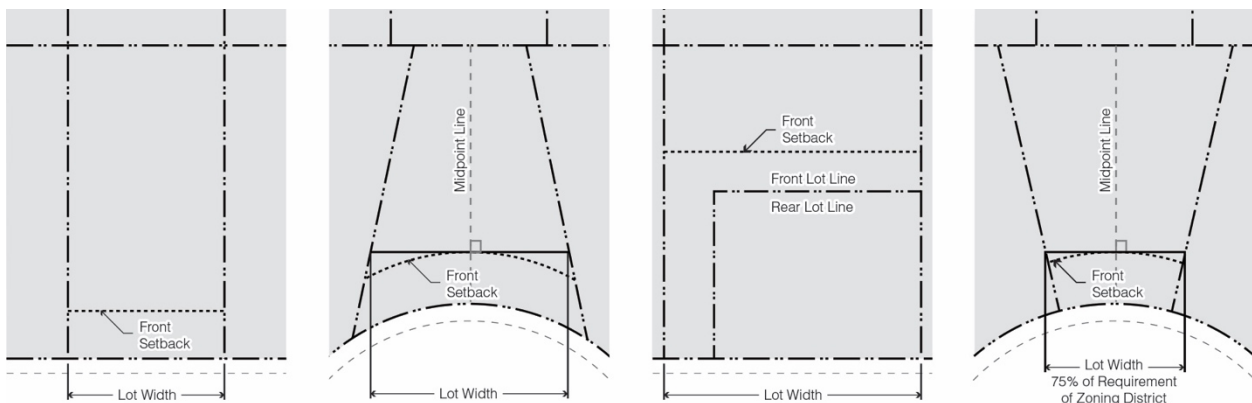 Front
Setback
Lot Width
Midpoint Line
Front
Setback
Lot Width
Front
Setback
Front Lot Line
Rear Lot Line
Lot Width
Midpoint Line
Front
Setback
Lot Width
75% of Requirement
of Zoning District